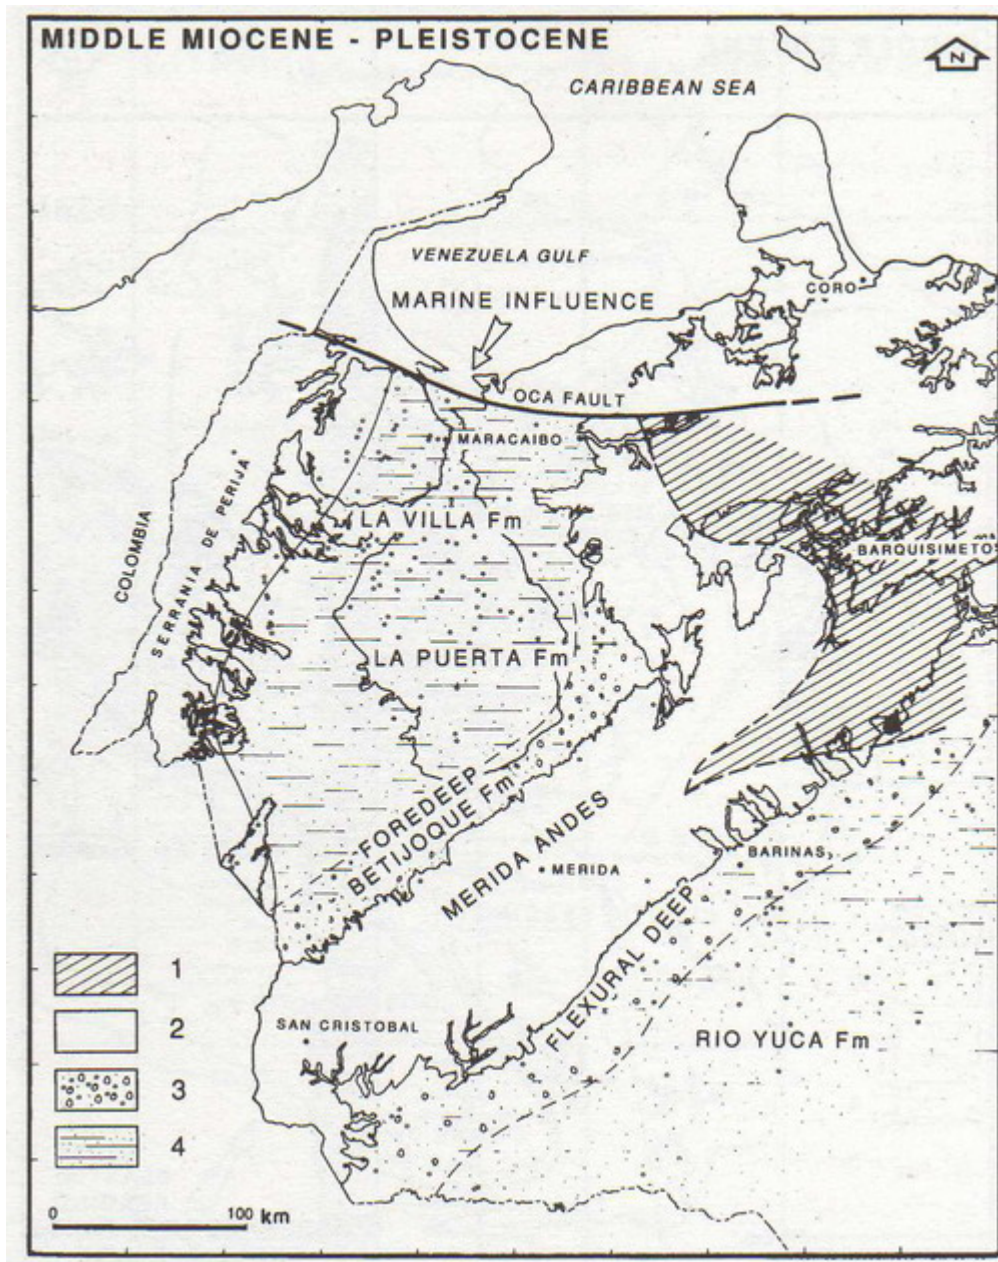 MIDDLE MIOCENE - PLEISTOCENE
N
CARIBBEAN SEA
VENEZUELA GULF
CORO
MARINE INFLUENCE
OCA FAULT
MARACAIBO
LA VILLA Fm
BARQUISIMETO
COLOMBIA
SERRANIA DE PERIJA
LA PUERTA Fm
FOREDEEP
BETIJOQUE Fm
MERIDA ANDES
MERIDA
BARINAS
FLEXURAL DEEP
1
2
SAN CRISTOBAL
RIO YUCA Fm
3
4
0 100 km